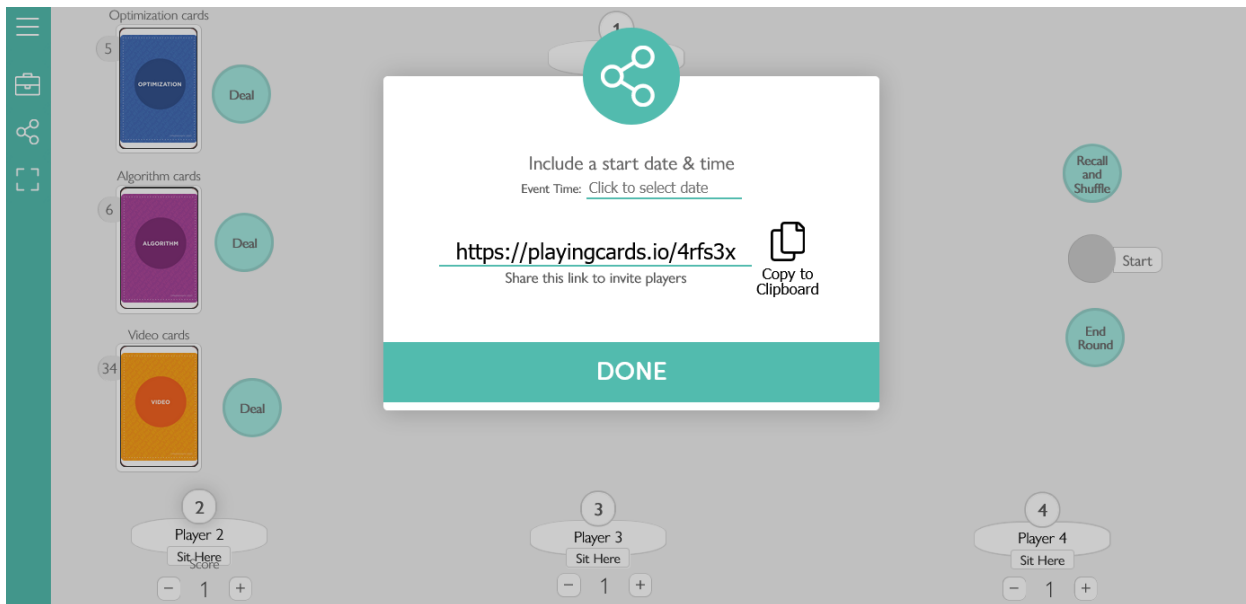 Optimization cards
5
OPTIMIZATION
Deal
Algorithm cards
6
ALGORITHM
Deal
Video cards
34
VIDEO
Deal
1
Include a start date & time
Event Time: Click to select date
https://playingcards.io/4rfs3x
Share this link to invite players
Copy to
Clipboard
DONE
Recall
and
Shuffle
Start
End
Round
2
Player 2
Sit Here
Score
− 1 +
3
Player 3
Sit Here
− 1 +
4
Player 4
Sit Here
− 1 +